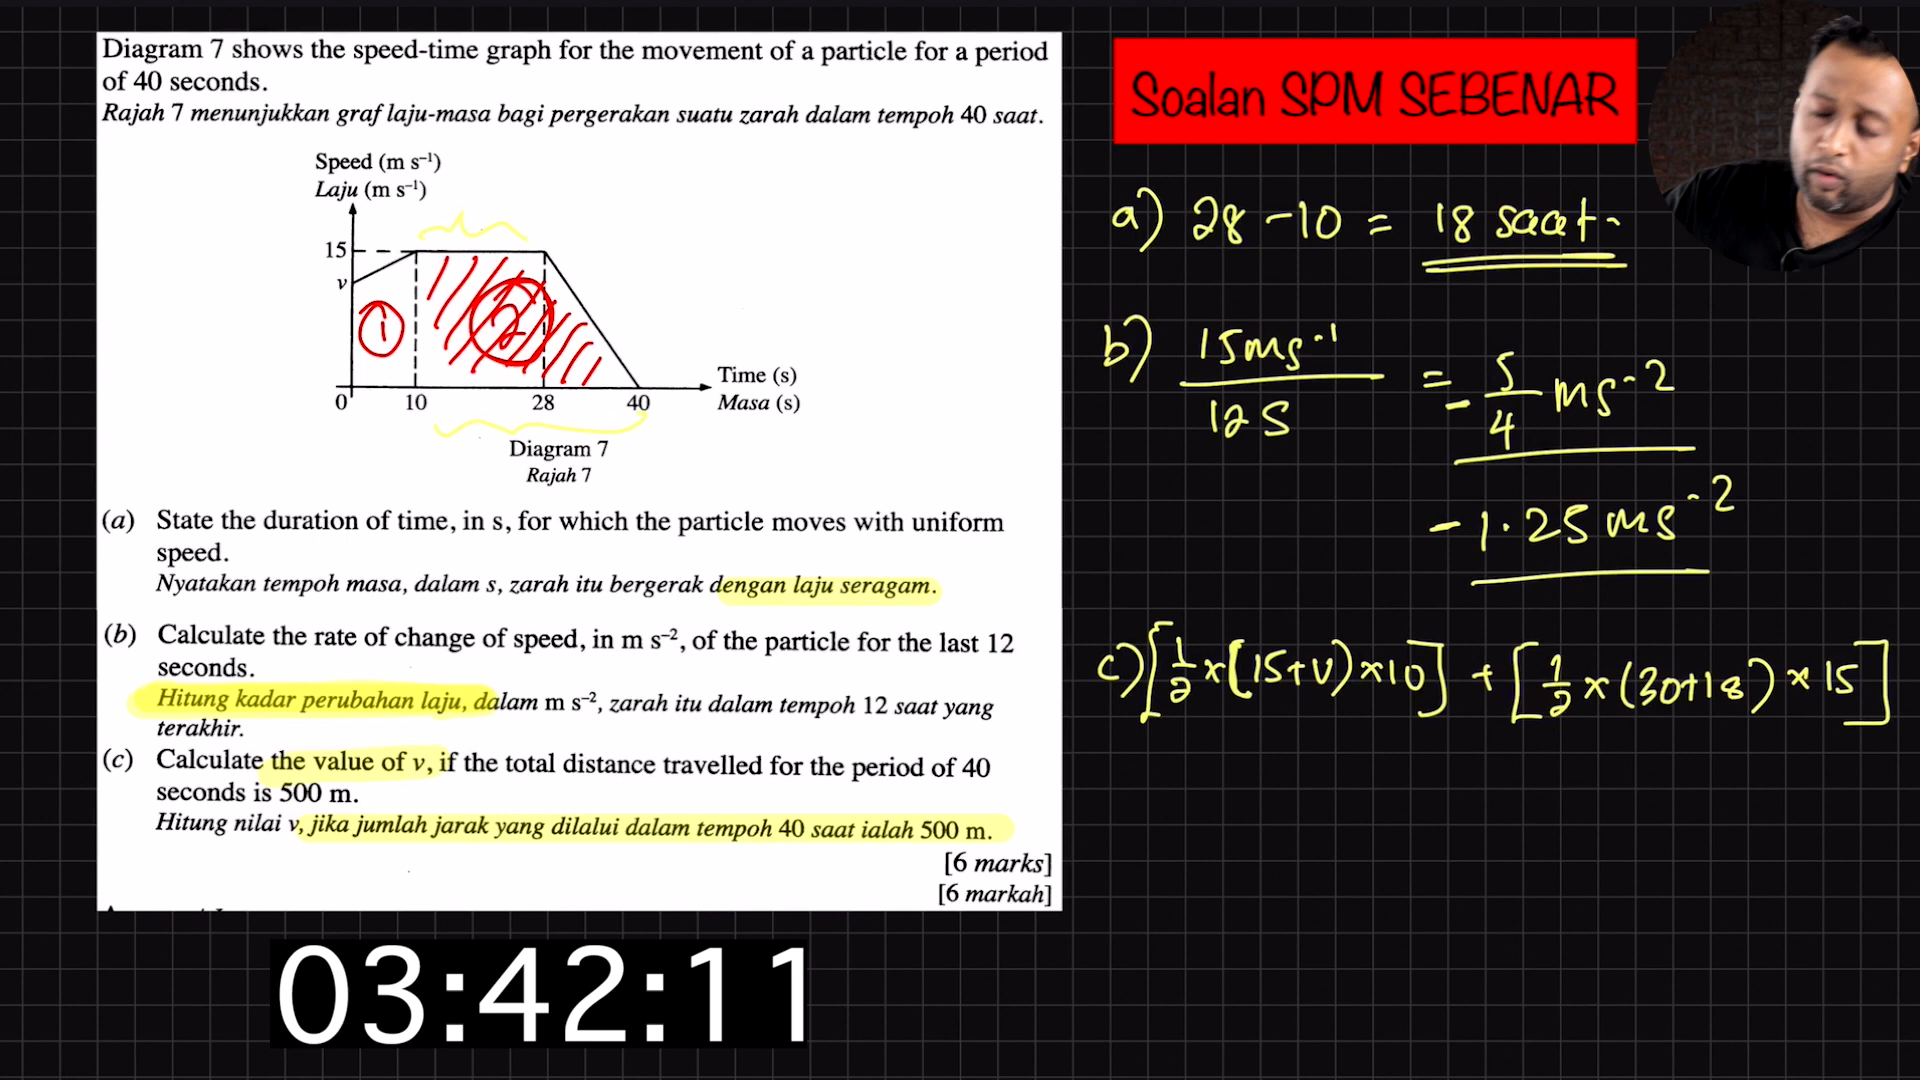 Diagram 7 shows the speed-time graph for the movement of a particle for a period
of 40 seconds.
Rajah 7 menunjukkan graf laju-masa bagi pergerakan suatu zarah dalam tempoh 40 saat.
Speed (m s⁻¹)
Laju (m s⁻¹)
15
v
1
2
0
10
28
40
Time (s)
Masa (s)
Diagram 7
Rajah 7
(a) State the duration of time, in s, for which the particle moves with uniform
speed.
Nyatakan tempoh masa, dalam s, zarah itu bergerak dengan laju seragam.
(b) Calculate the rate of change of speed, in m s⁻², of the particle for the last 12
seconds.
Hitung kadar perubahan laju, dalam m s⁻², zarah itu dalam tempoh 12 saat yang
terakhir.
(c) Calculate the value of v, if the total distance travelled for the period of 40
seconds is 500 m.
Hitung nilai v, jika jumlah jarak yang dilalui dalam tempoh 40 saat ialah 500 m.
[6 marks]
[6 markah]
03:42:11
Soalan SPM SEBENAR
a) 28 - 10 = 18 saat.
b) 15ms⁻¹ / 12 s = - 5/4 ms⁻²
- 1.25 ms⁻²
c) [1/2 × (15+v) × 10] + [1/2 × (30+18) × 15]